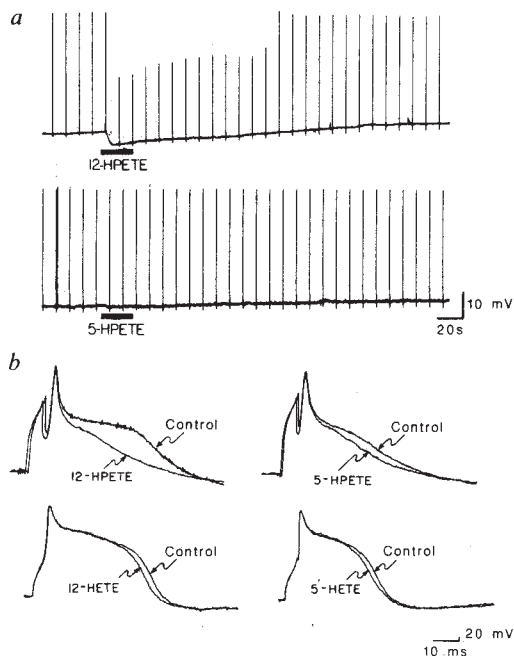 a
12-HPETE
5-HPETE
10 mV
20s
b
Control
12-HPETE
Control
5-HPETE
Control
12-HETE
Control
5-HETE
20 mV
10 ms